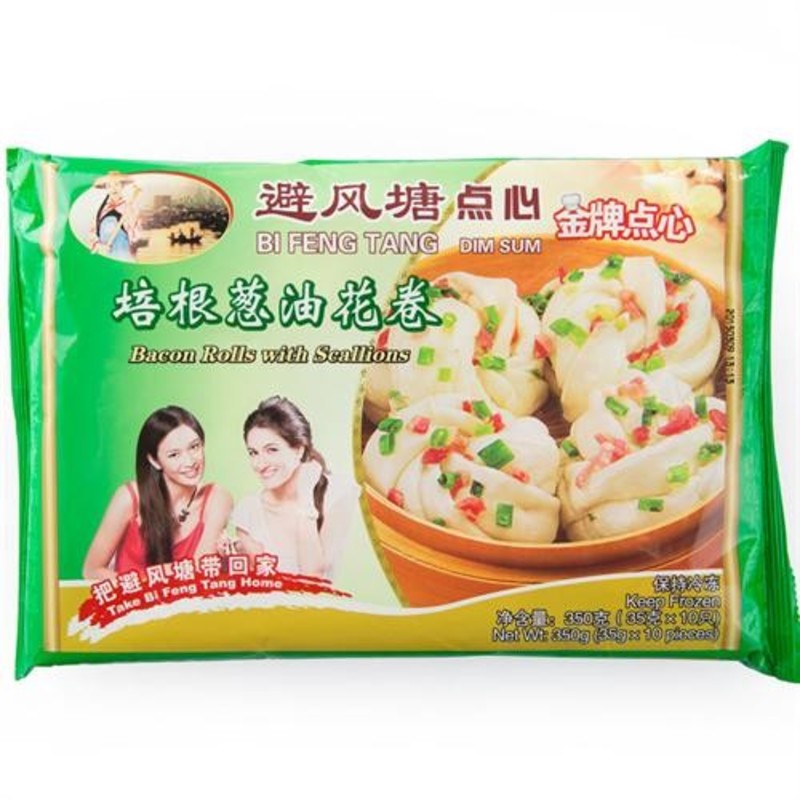 避风塘点心
BI FENG TANG DIM SUM
金牌点心
培根葱油花卷
Bacon Rolls with Scallions
20150509 15:13
把避风塘带回家
Take Bi Feng Tang Home
保持冷冻
Keep Frozen
净含量：350克（35克×10只）
Net Wt: 350g (35g×10 pieces)